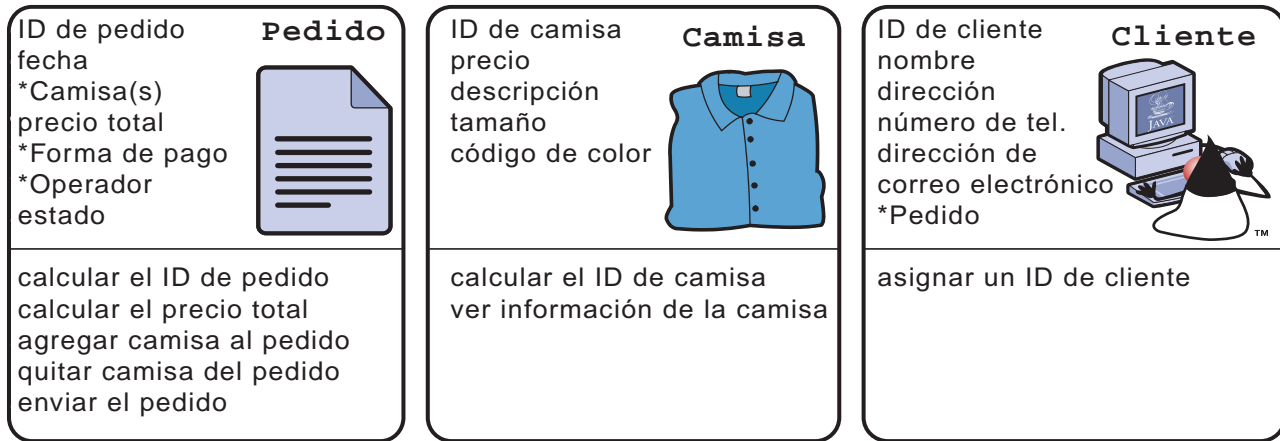 Pedido
ID de pedido
fecha
*Camisa(s)
precio total
*Forma de pago
*Operador
estado
calcular el ID de pedido
calcular el precio total
agregar camisa al pedido
quitar camisa del pedido
enviar el pedido
Camisa
ID de camisa
precio
descripción
tamaño
código de color
calcular el ID de camisa
ver información de la camisa
Cliente
ID de cliente
nombre
dirección
número de tel.
dirección de
correo electrónico
*Pedido
JAVA
TM
asignar un ID de cliente